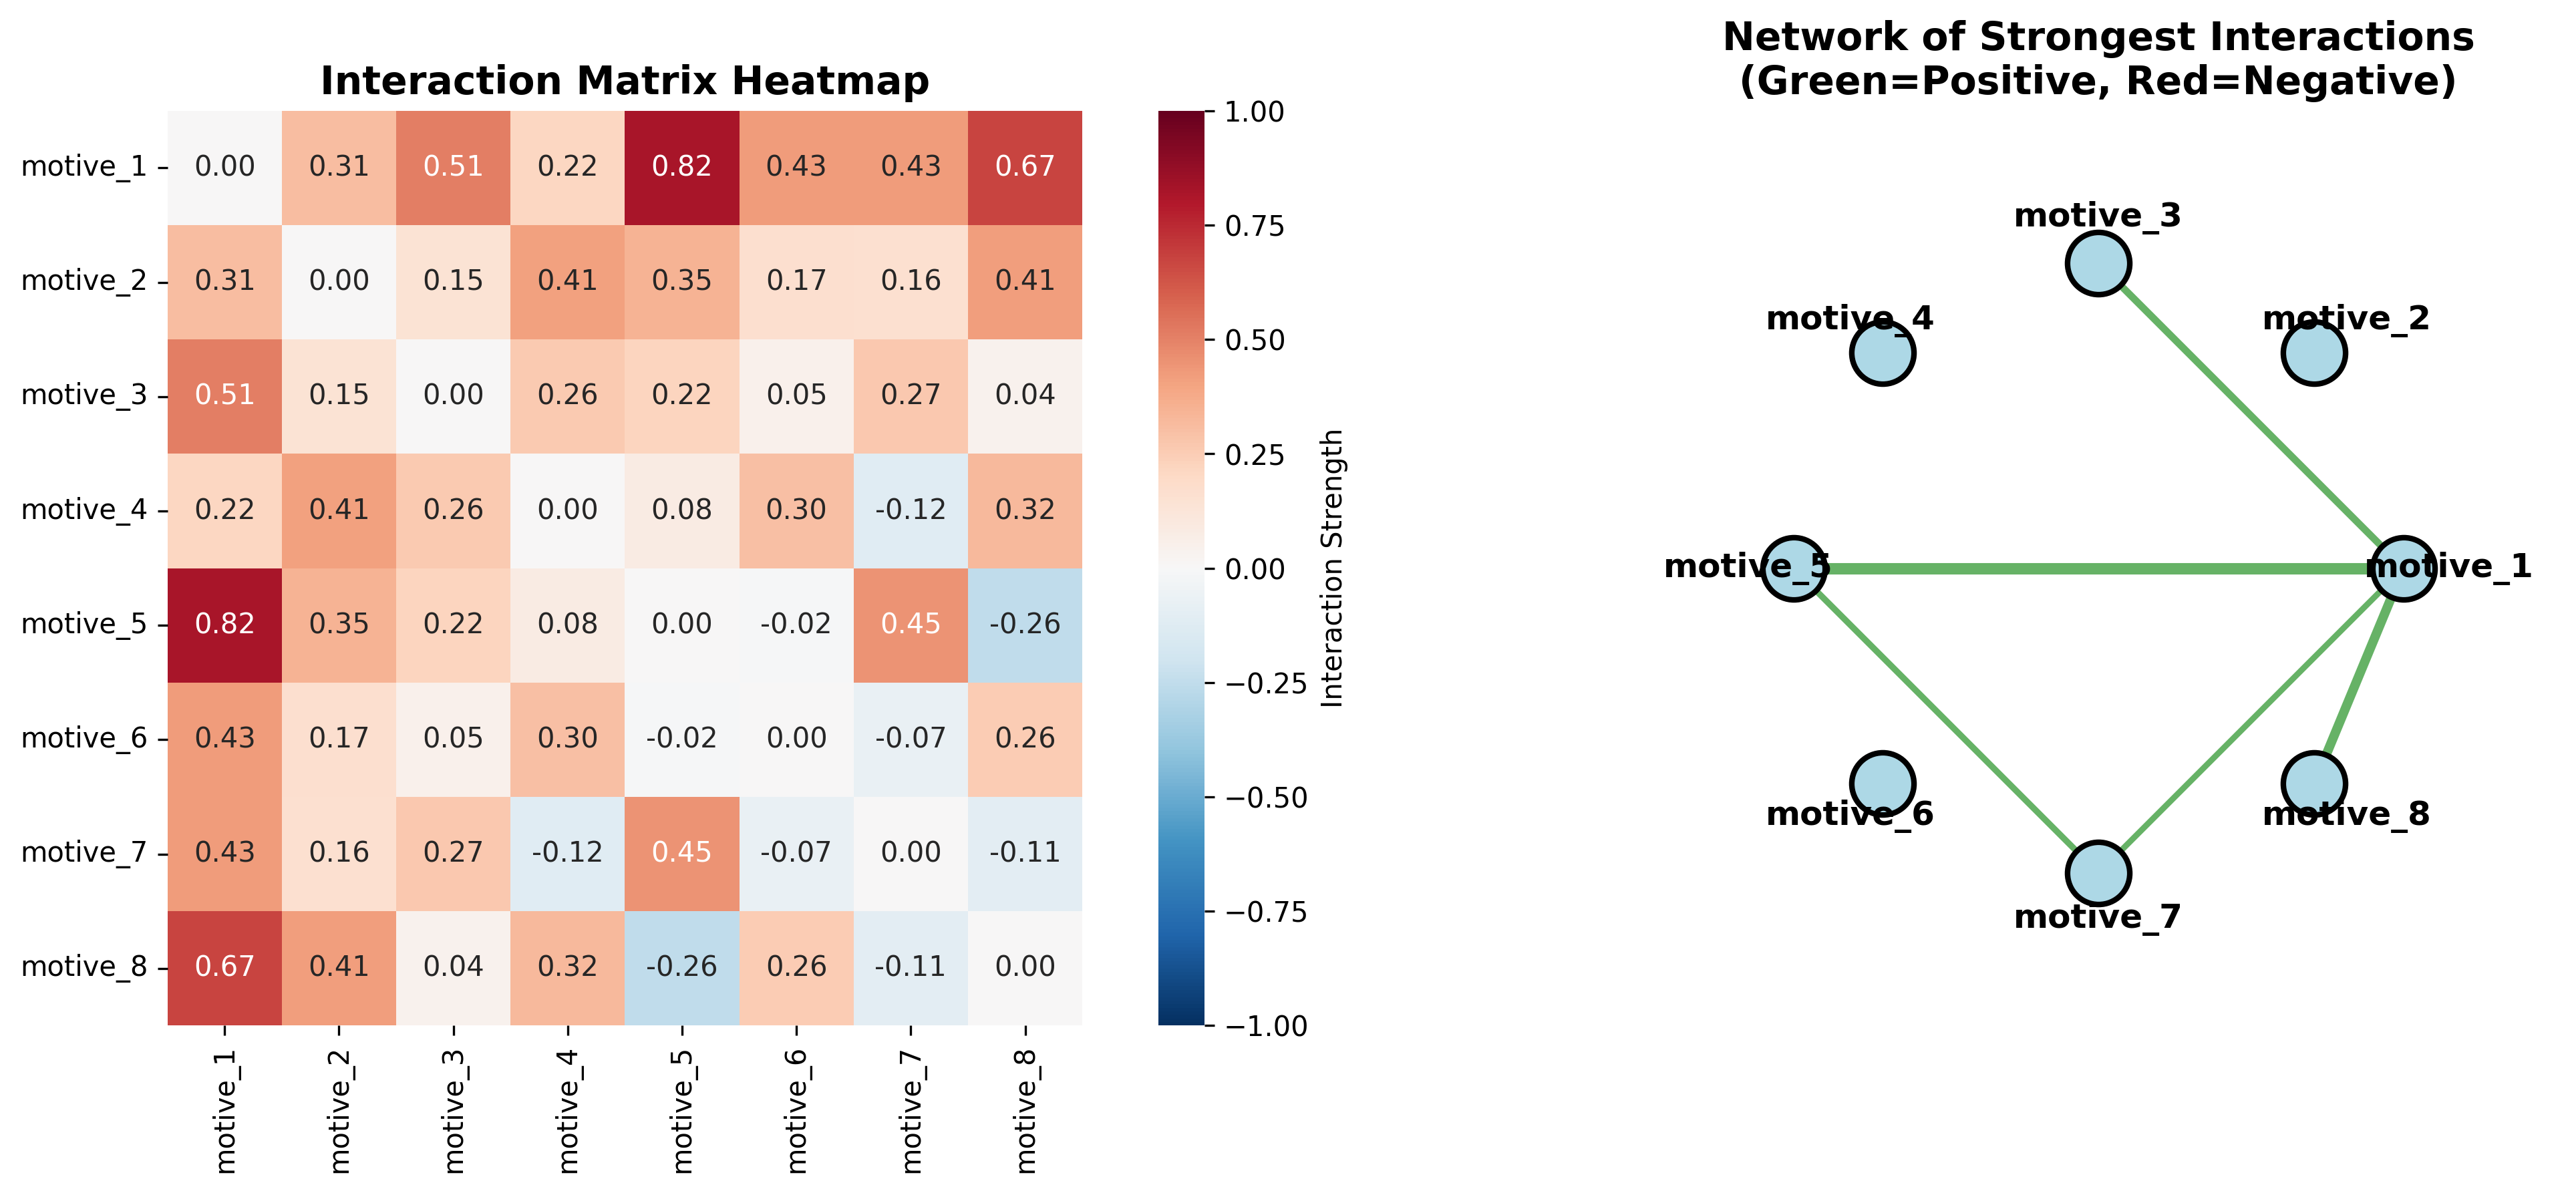 Interaction Matrix Heatmap
motive_1 0.00 0.31 0.51 0.22 0.82 0.43 0.43 0.67
motive_2 0.31 0.00 0.15 0.41 0.35 0.17 0.16 0.41
motive_3 0.51 0.15 0.00 0.26 0.22 0.05 0.27 0.04
motive_4 0.22 0.41 0.26 0.00 0.08 0.30 -0.12 0.32
motive_5 0.82 0.35 0.22 0.08 0.00 -0.02 0.45 -0.26
motive_6 0.43 0.17 0.05 0.30 -0.02 0.00 -0.07 0.26
motive_7 0.43 0.16 0.27 -0.12 0.45 -0.07 0.00 -0.11
motive_8 0.67 0.41 0.04 0.32 -0.26 0.26 -0.11 0.00
motive_1 motive_2 motive_3 motive_4 motive_5 motive_6 motive_7 motive_8
1.00
0.75
0.50
0.25
0.00
−0.25
−0.50
−0.75
−1.00
Interaction Strength
Network of Strongest Interactions
(Green=Positive, Red=Negative)
motive_3
motive_4
motive_2
motive_5
motive_1
motive_6
motive_8
motive_7